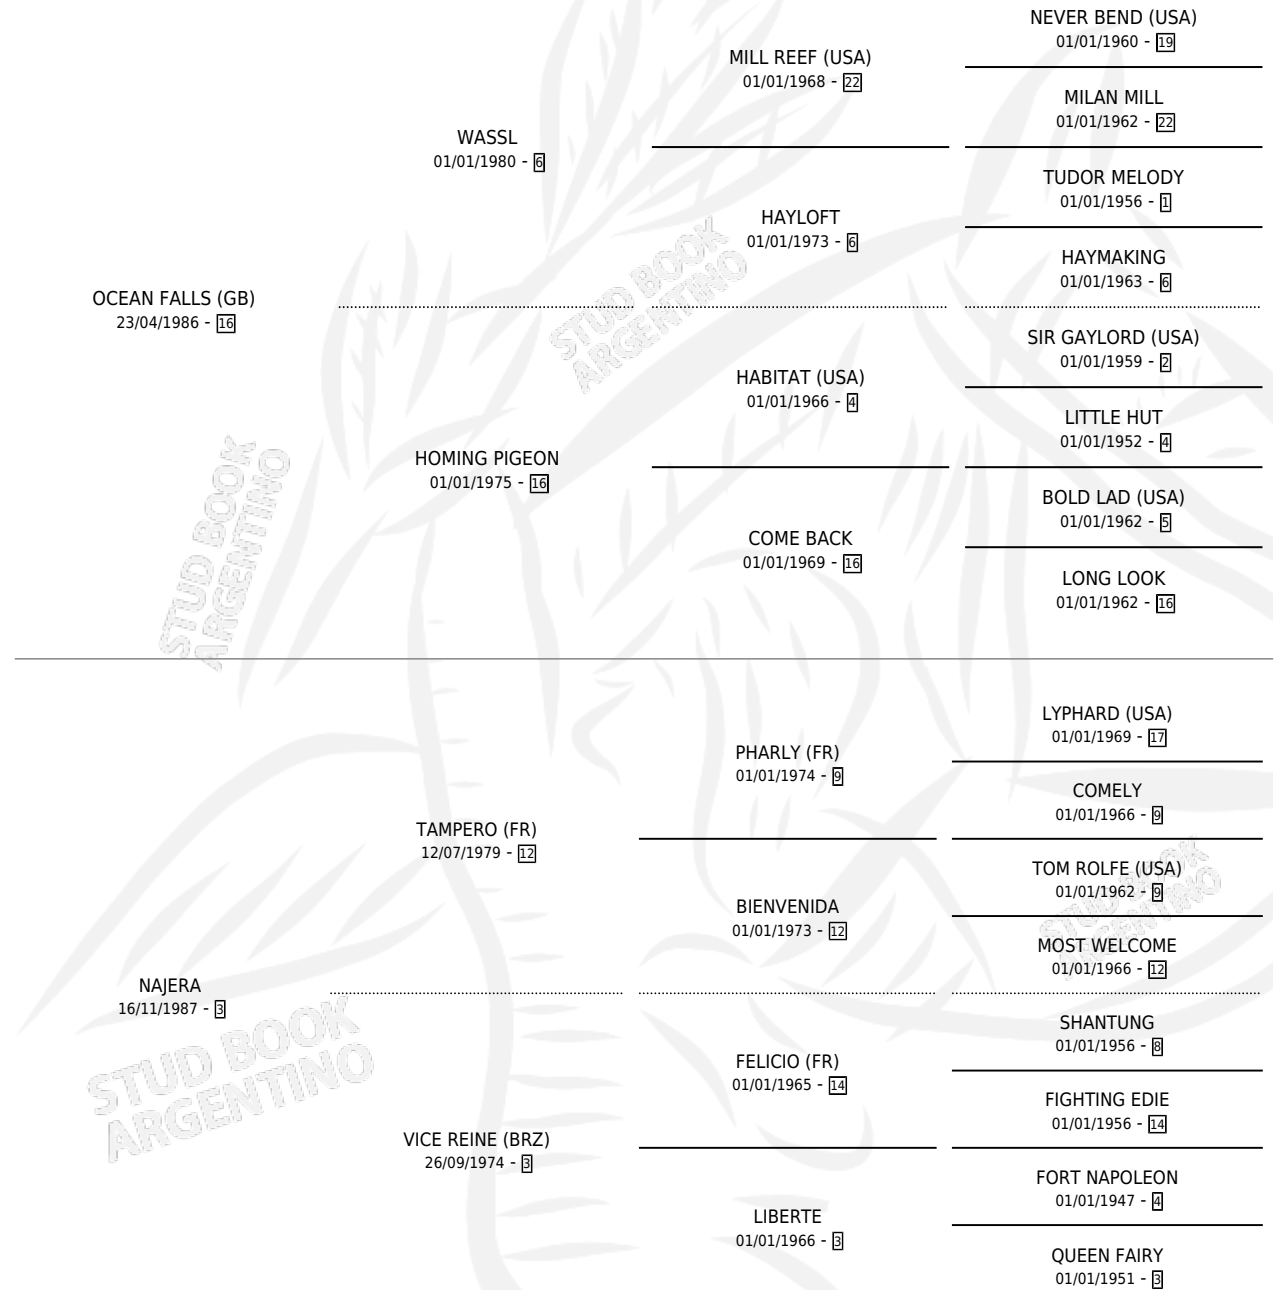 NEVER BEND (USA)
01/01/1960 - 19
MILL REEF (USA)
01/01/1968 - 22
MILAN MILL
01/01/1962 - 22
WASSL
01/01/1980 - 6
TUDOR MELODY
01/01/1956 - 1
HAYLOFT
01/01/1973 - 6
HAYMAKING
01/01/1963 - 6
OCEAN FALLS (GB)
23/04/1986 - 16
STUD BOOK
ARGENTINO
SIR GAYLORD (USA)
01/01/1959 - 2
HABITAT (USA)
01/01/1966 - 4
LITTLE HUT
01/01/1952 - 4
HOMING PIGEON
01/01/1975 - 16
BOLD LAD (USA)
01/01/1962 - 5
COME BACK
01/01/1969 - 16
LONG LOOK
01/01/1962 - 16
STUD BOOK
ARGENTINO
LYPHARD (USA)
01/01/1969 - 17
PHARLY (FR)
01/01/1974 - 9
COMELY
01/01/1966 - 9
TAMPERO (FR)
12/07/1979 - 12
TOM ROLFE (USA)
01/01/1962 - 9
BIENVENIDA
01/01/1973 - 12
STUD BOOK
ARGENTINO
MOST WELCOME
01/01/1966 - 12
NAJERA
16/11/1987 - 3
SHANTUNG
01/01/1956 - 8
STUD BOOK
ARGENTINO
FELICIO (FR)
01/01/1965 - 14
FIGHTING EDIE
01/01/1956 - 14
VICE REINE (BRZ)
26/09/1974 - 3
FORT NAPOLEON
01/01/1947 - 4
LIBERTE
01/01/1966 - 3
QUEEN FAIRY
01/01/1951 - 3